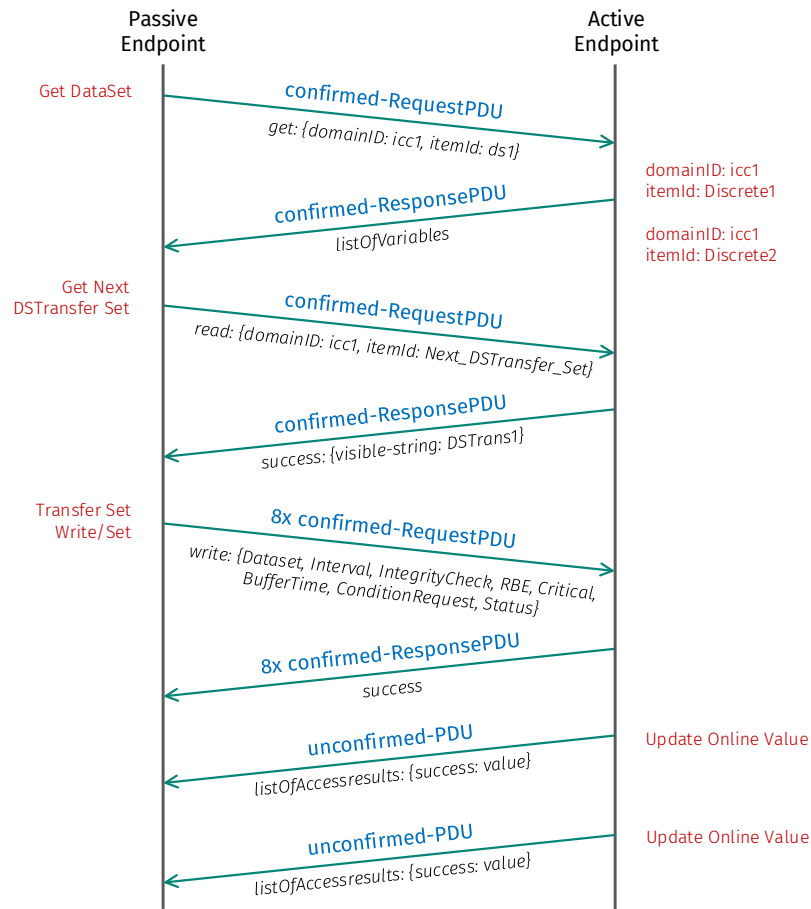 Passive
Endpoint
Active
Endpoint
Get DataSet
confirmed-RequestPDU
get: {domainID: icc1, itemId: ds1}
domainID: icc1
itemId: Discrete1
confirmed-ResponsePDU
listOfVariables
domainID: icc1
itemId: Discrete2
Get Next
DSTransfer Set
confirmed-RequestPDU
read: {domainID: icc1, itemId: Next_DSTransfer_Set}
confirmed-ResponsePDU
success: {visible-string: DSTrans1}
Transfer Set
Write/Set
8x confirmed-RequestPDU
write: {Dataset, Interval, IntegrityCheck, RBE, Critical,
BufferTime, ConditionRequest, Status}
8x confirmed-ResponsePDU
success
unconfirmed-PDU
Update Online Value
listOfAccessresults: {success: value}
unconfirmed-PDU
Update Online Value
listOfAccessresults: {success: value}